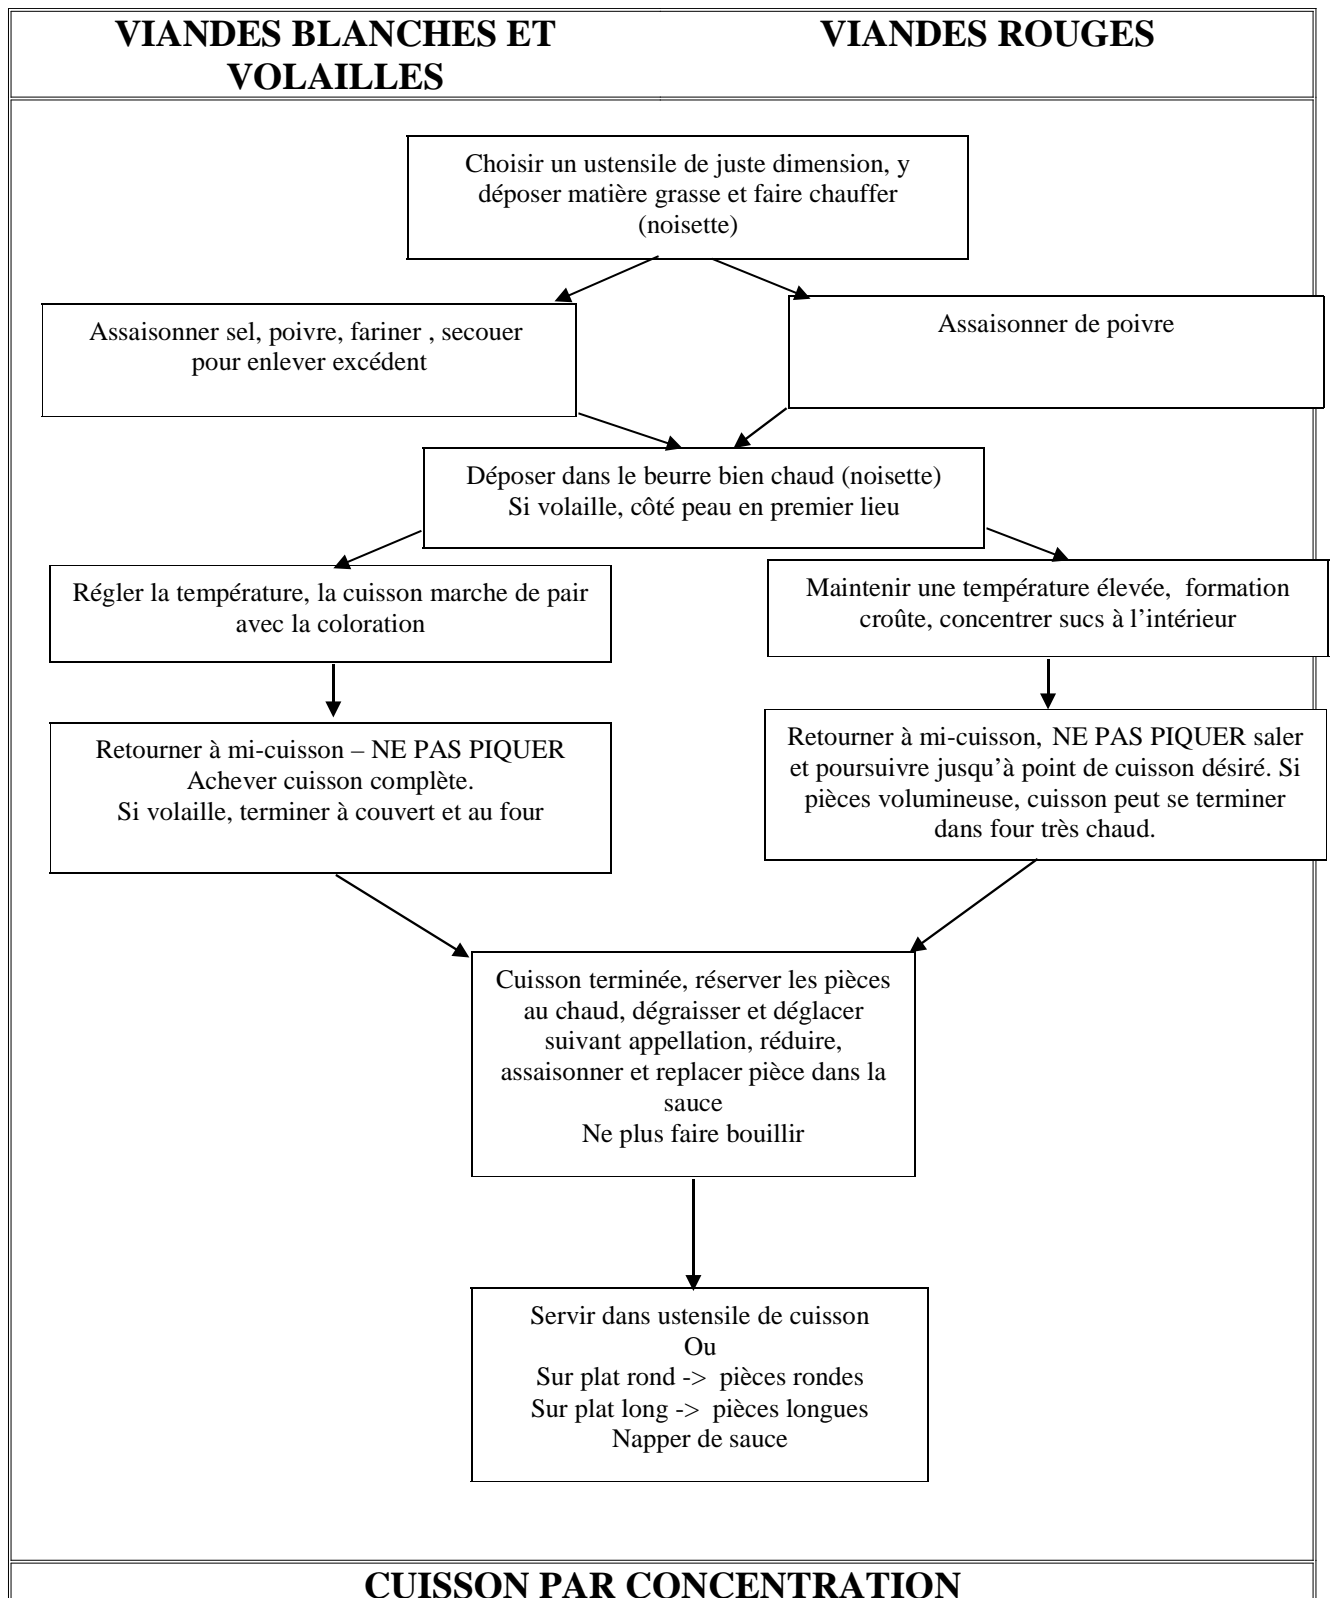 VIANDES BLANCHES ET
VOLAILLES
VIANDES ROUGES
Choisir un ustensile de juste dimension, y
déposer matière grasse et faire chauffer
(noisette)
Assaisonner sel, poivre, fariner , secouer
pour enlever excédent
Assaisonner de poivre
Déposer dans le beurre bien chaud (noisette)
Si volaille, côté peau en premier lieu
Régler la température, la cuisson marche de pair
avec la coloration
Maintenir une température élevée, formation
croûte, concentrer sucs à l’intérieur
Retourner à mi-cuisson – NE PAS PIQUER
Achever cuisson complète.
Si volaille, terminer à couvert et au four
Retourner à mi-cuisson, NE PAS PIQUER saler
et poursuivre jusqu’à point de cuisson désiré. Si
pièces volumineuse, cuisson peut se terminer
dans four très chaud.
Cuisson terminée, réserver les pièces
au chaud, dégraisser et déglacer
suivant appellation, réduire,
assaisonner et replacer pièce dans la
sauce
Ne plus faire bouillir
Servir dans ustensile de cuisson
Ou
Sur plat rond -> pièces rondes
Sur plat long -> pièces longues
Napper de sauce
CUISSON PAR CONCENTRATION